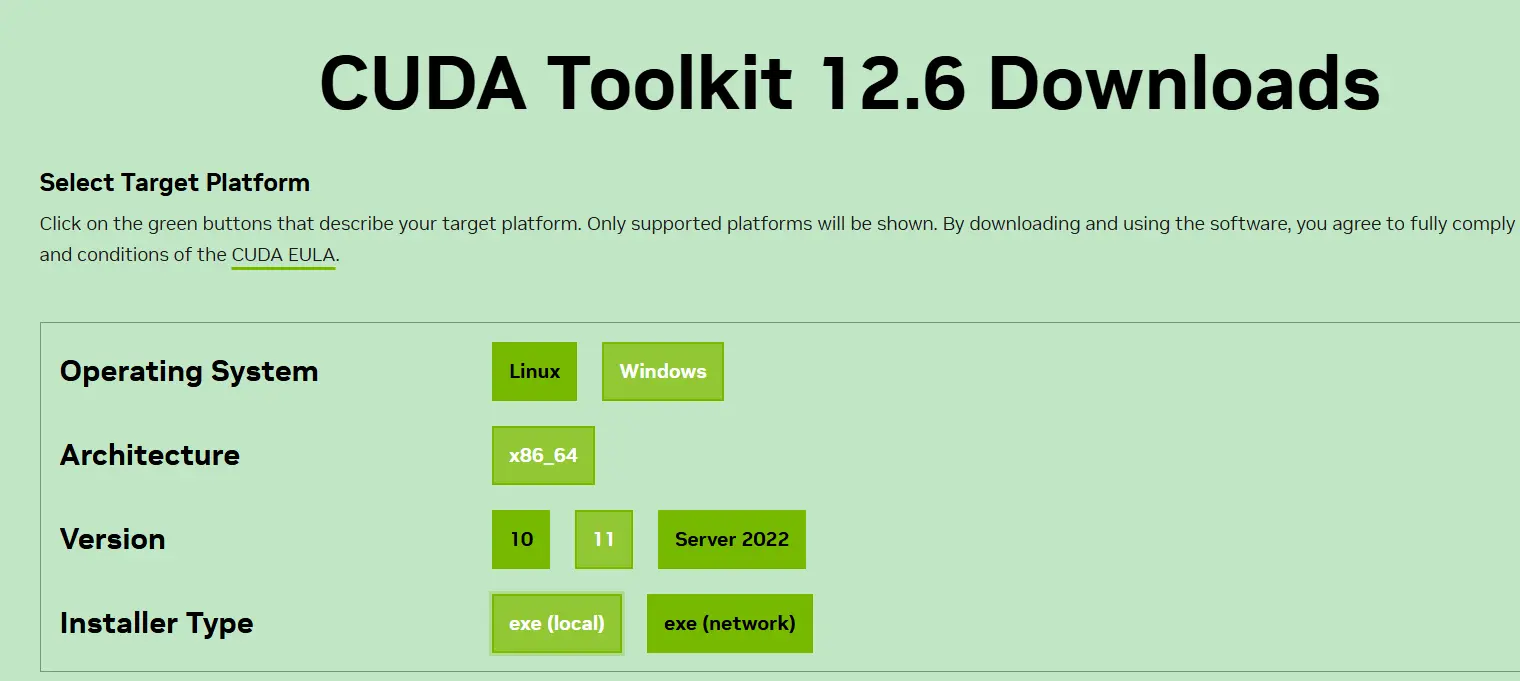 CUDA Toolkit 12.6 Downloads
Select Target Platform
Click on the green buttons that describe your target platform. Only supported platforms will be shown. By downloading and using the software, you agree to fully comply
and conditions of the CUDA EULA.
Operating System Linux Windows
Architecture x86_64
Version 10 11 Server 2022
Installer Type exe (local) exe (network)